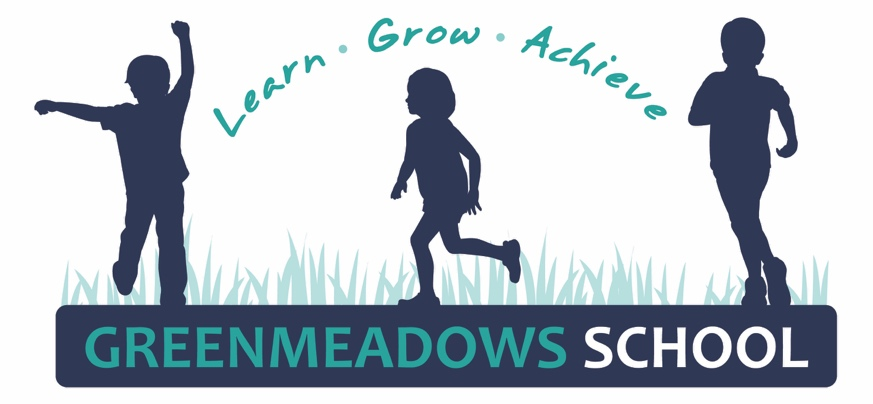 Learn · Grow · Achieve
GREENMEADOWS SCHOOL